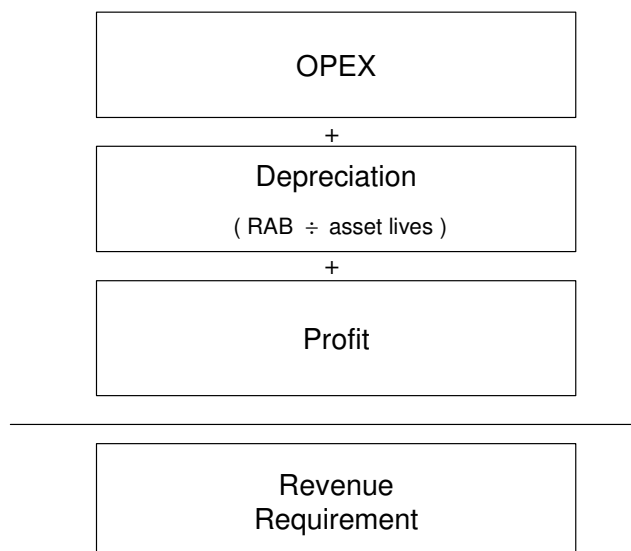 OPEX
+
Depreciation
( RAB ÷ asset lives )
+
Profit
Revenue
Requirement